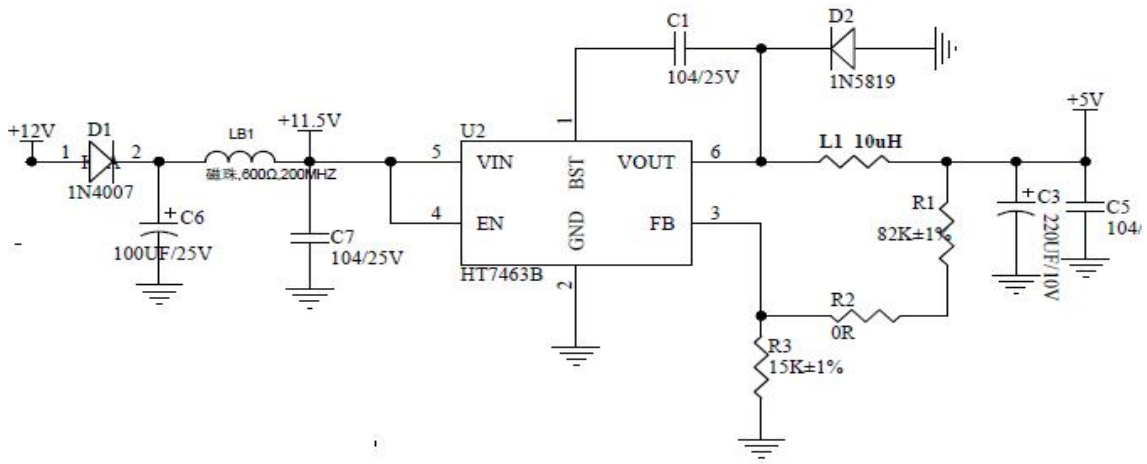 C1
104/25V
D2
1N5819
+5V
+12V
D1
1
2
1N4007
LB1
磁珠,600Ω,200MHZ
+11.5V
U2
1
5
VIN
BST
VOUT
6
L1 10uH
4
EN
GND
FB
3
HT7463B
2
C6
100UF/25V
C7
104/25V
R1
82K±1%
C3
220UF/10V
C5
104/
R2
0R
R3
15K±1%